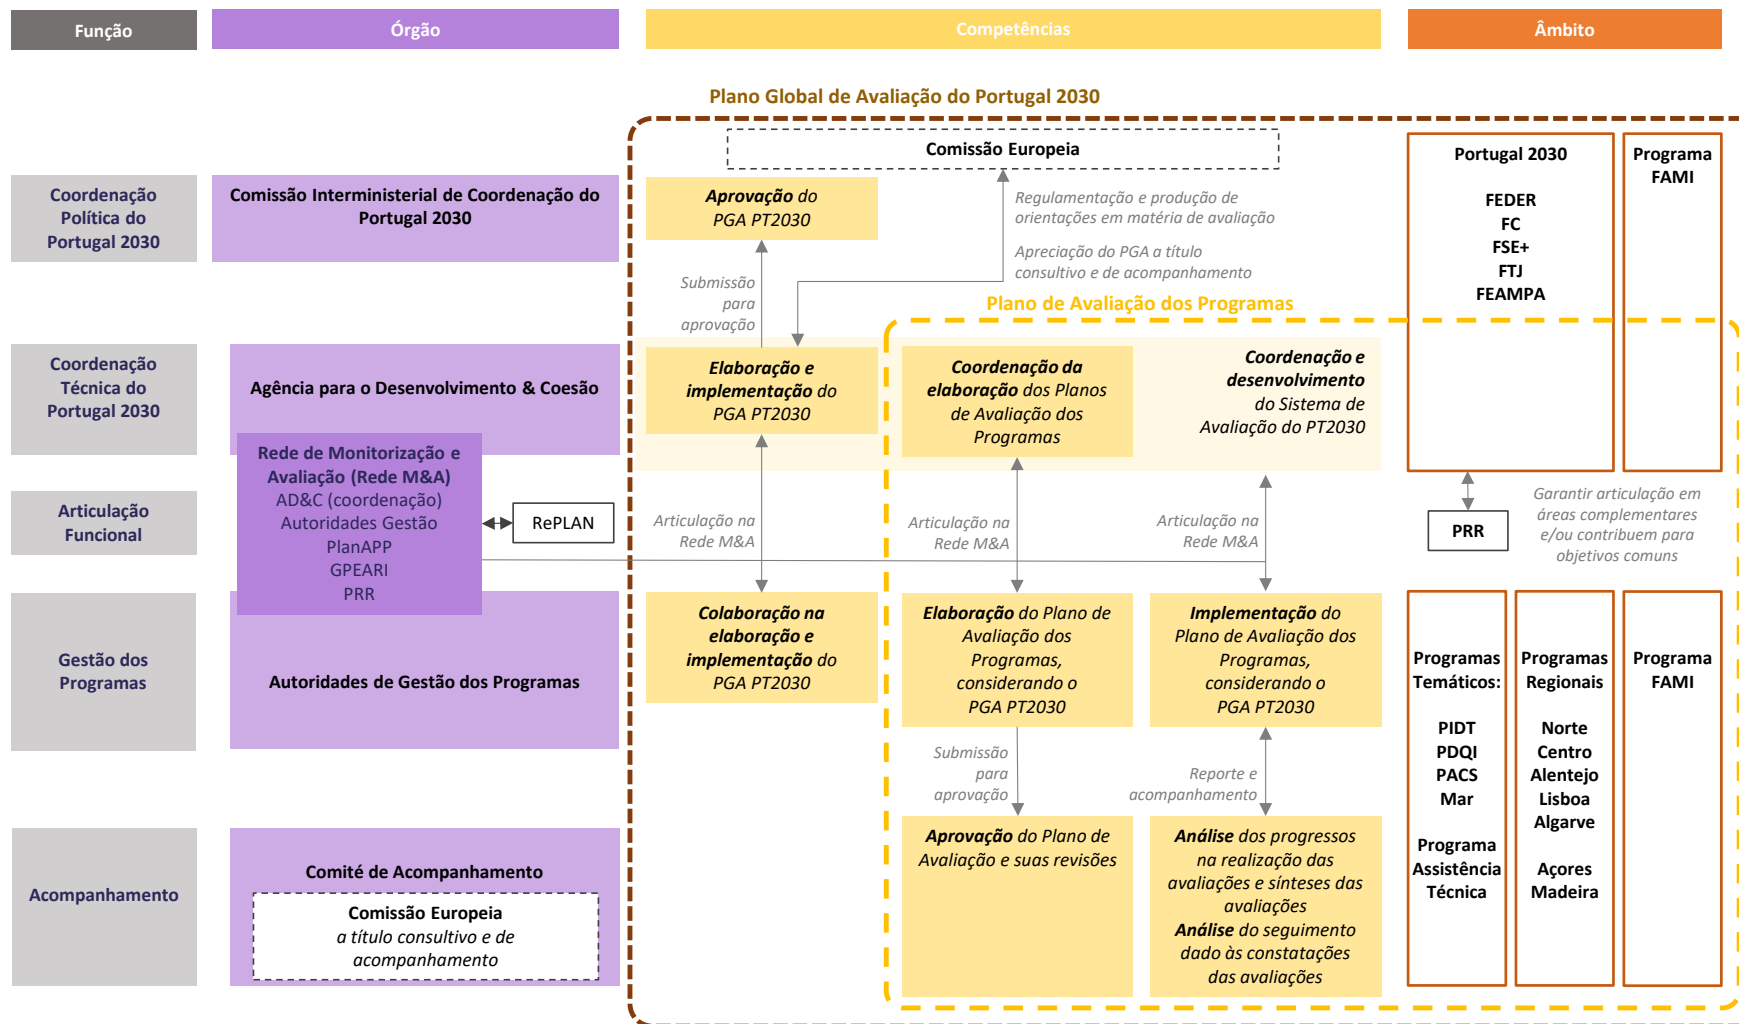 Função
Órgão
Competências
Âmbito
Plano Global de Avaliação do Portugal 2030
Comissão Europeia
Coordenação
Política do
Portugal 2030
Comissão Interministerial de Coordenação do
Portugal 2030
Aprovação do
PGA PT2030
Regulamentação e produção de
orientações em matéria de avaliação
Apreciação do PGA a título
consultivo e de acompanhamento
Submissão
para
aprovação
Portugal 2030
FEDER
FC
FSE+
FTJ
FEAMPA
Programa
FAMI
Plano de Avaliação dos Programas
Coordenação
Técnica do
Portugal 2030
Agência para o Desenvolvimento & Coesão
Elaboração e
implementação do
PGA PT2030
Coordenação da
elaboração dos Planos
de Avaliação dos
Programas
Coordenação e
desenvolvimento
do Sistema de
Avaliação do PT2030
Articulação
Funcional
Rede de Monitorização e
Avaliação (Rede M&A)
AD&C (coordenação)
Autoridades Gestão
PlanAPP
GPEARI
PRR
RePLAN
Articulação na
Rede M&A
Articulação na
Rede M&A
Articulação na
Rede M&A
PRR
Garantir articulação em
áreas complementares
e/ou contribuem para
objetivos comuns
Gestão dos
Programas
Autoridades de Gestão dos Programas
Colaboração na
elaboração e
implementação do
PGA PT2030
Elaboração do Plano de
Avaliação dos
Programas,
considerando o
PGA PT2030
Implementação do
Plano de Avaliação dos
Programas,
considerando o
PGA PT2030
Submissão
para
aprovação
Reporte e
acompanhamento
Programas
Temáticos:
PIDT
PDQI
PACS
Mar
Programa
Assistência
Técnica
Programas
Regionais
Norte
Centro
Alentejo
Lisboa
Algarve
Açores
Madeira
Programa
FAMI
Acompanhamento
Comité de Acompanhamento
Comissão Europeia
a título consultivo e de
acompanhamento
Aprovação do Plano de
Avaliação e suas revisões
Análise dos progressos
na realização das
avaliações e sínteses das
avaliações
Análise do seguimento
dado às constatações
das avaliações